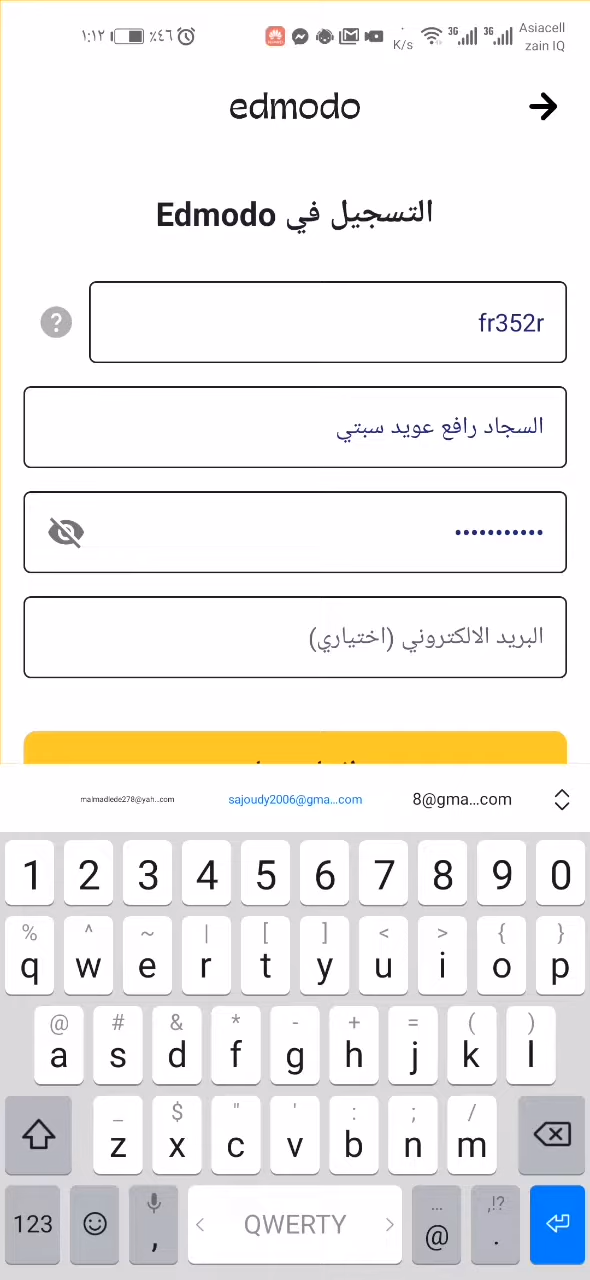 ١:١٢ ٪٤٦ K/s 3G 3G Asiacell
zain IQ
edmodo
التسجيل في Edmodo
fr352r
?
السجاد رافع عويد سبتي
•••••••••••
البريد الالكتروني (اختياري)
malmadlede278@yah...com sajoudy2006@gma...com 8@gma...com
1 2 3 4 5 6 7 8 9 0
% ^ ~ | [ ] < > { }
q w e r t y u i o p
@ # & * - + = ( )
a s d f g h j k l
_ $ " ' : ; /
z x c v b n m
... ,!?
123 , < QWERTY > @ .